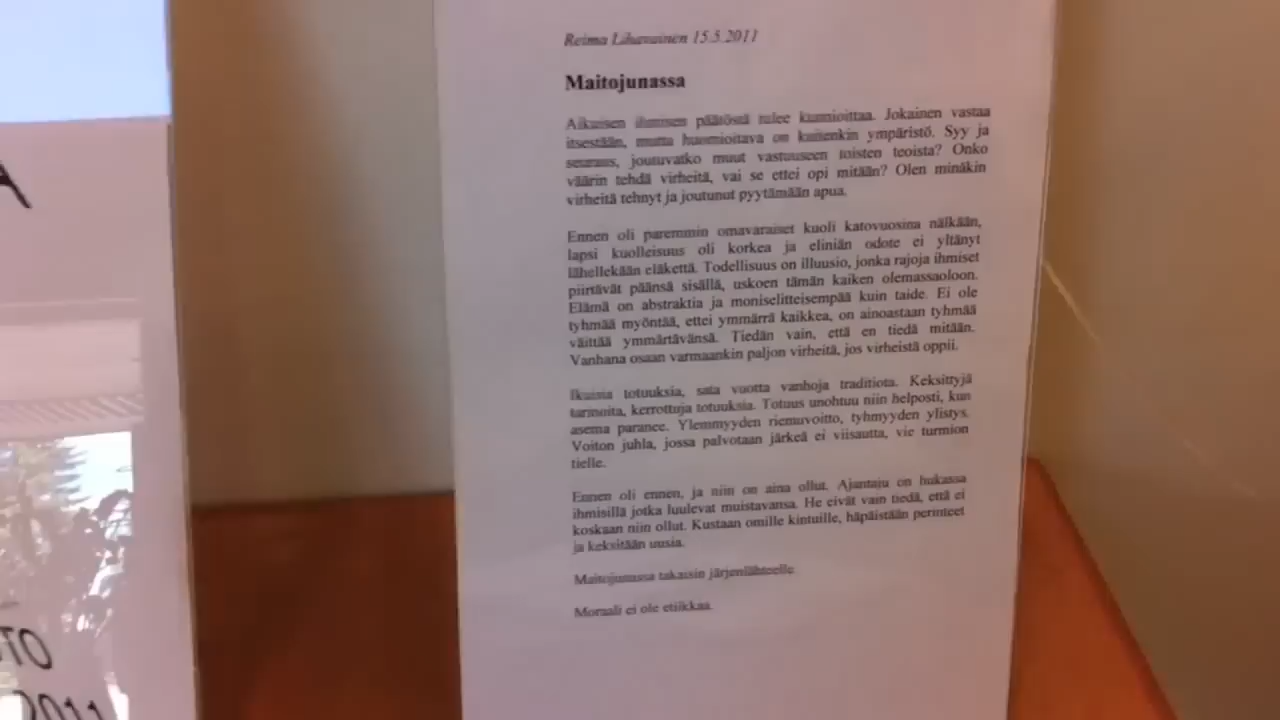 A
TO
2011
Reima Lihavainen 15.5.2011
Maitojunassa
Aikuisen ihmisen päätöstä tulee kunnioittaa. Jokainen vastaa
itsestään, mutta huomioitava on kuitenkin ympäristö. Syy ja
seuraus, joutuvatko muut vastuuseen toisten teoista? Onko
väärin tehdä virheitä, vai se ettei opi mitään? Olen minäkin
virheitä tehnyt ja joutunut pyytämään apua.
Ennen oli paremmin omavaraiset kuoli katovuosina nälkään,
lapsi kuolleisuus oli korkea ja eliniän odote ei yltänyt
lähellekään eläkettä. Todellisuus on illuusio, jonka rajoja ihmiset
piirtävät päänsä sisällä, uskoen tämän kaiken olemassaoloon.
Elämä on abstraktia ja moniselitteisempää kuin taide. Ei ole
tyhmää myöntää, ettei ymmärrä kaikkea, on ainoastaan tyhmää
väittää ymmärtävänsä. Tiedän vain, että en tiedä mitään.
Vanhana osaan varmaankin paljon virheitä, jos virheistä oppii.
Ikuisia totuuksia, sata vuotta vanhoja traditiota. Keksittyjä
tarinoita, kerrottuja totuuksia. Totuus unohtuu niin helposti, kun
asema paranee. Ylemmyyden riemuvoitto, tyhmyyden ylistys.
Voiton juhla, jossa palvotaan järkeä ei viisautta, vie turmion
tielle.
Ennen oli ennen, ja niin on aina ollut. Ajantaju on hukassa
ihmisillä jotka luulevat muistavansa. He eivät vain tiedä, että ei
koskaan niin ollut. Kustaan omille kintuille, häpäistään perinteet
ja keksitään uusia.
Maitojunassa takaisin järjenlähteelle
Moraali ei ole etiikkaa.